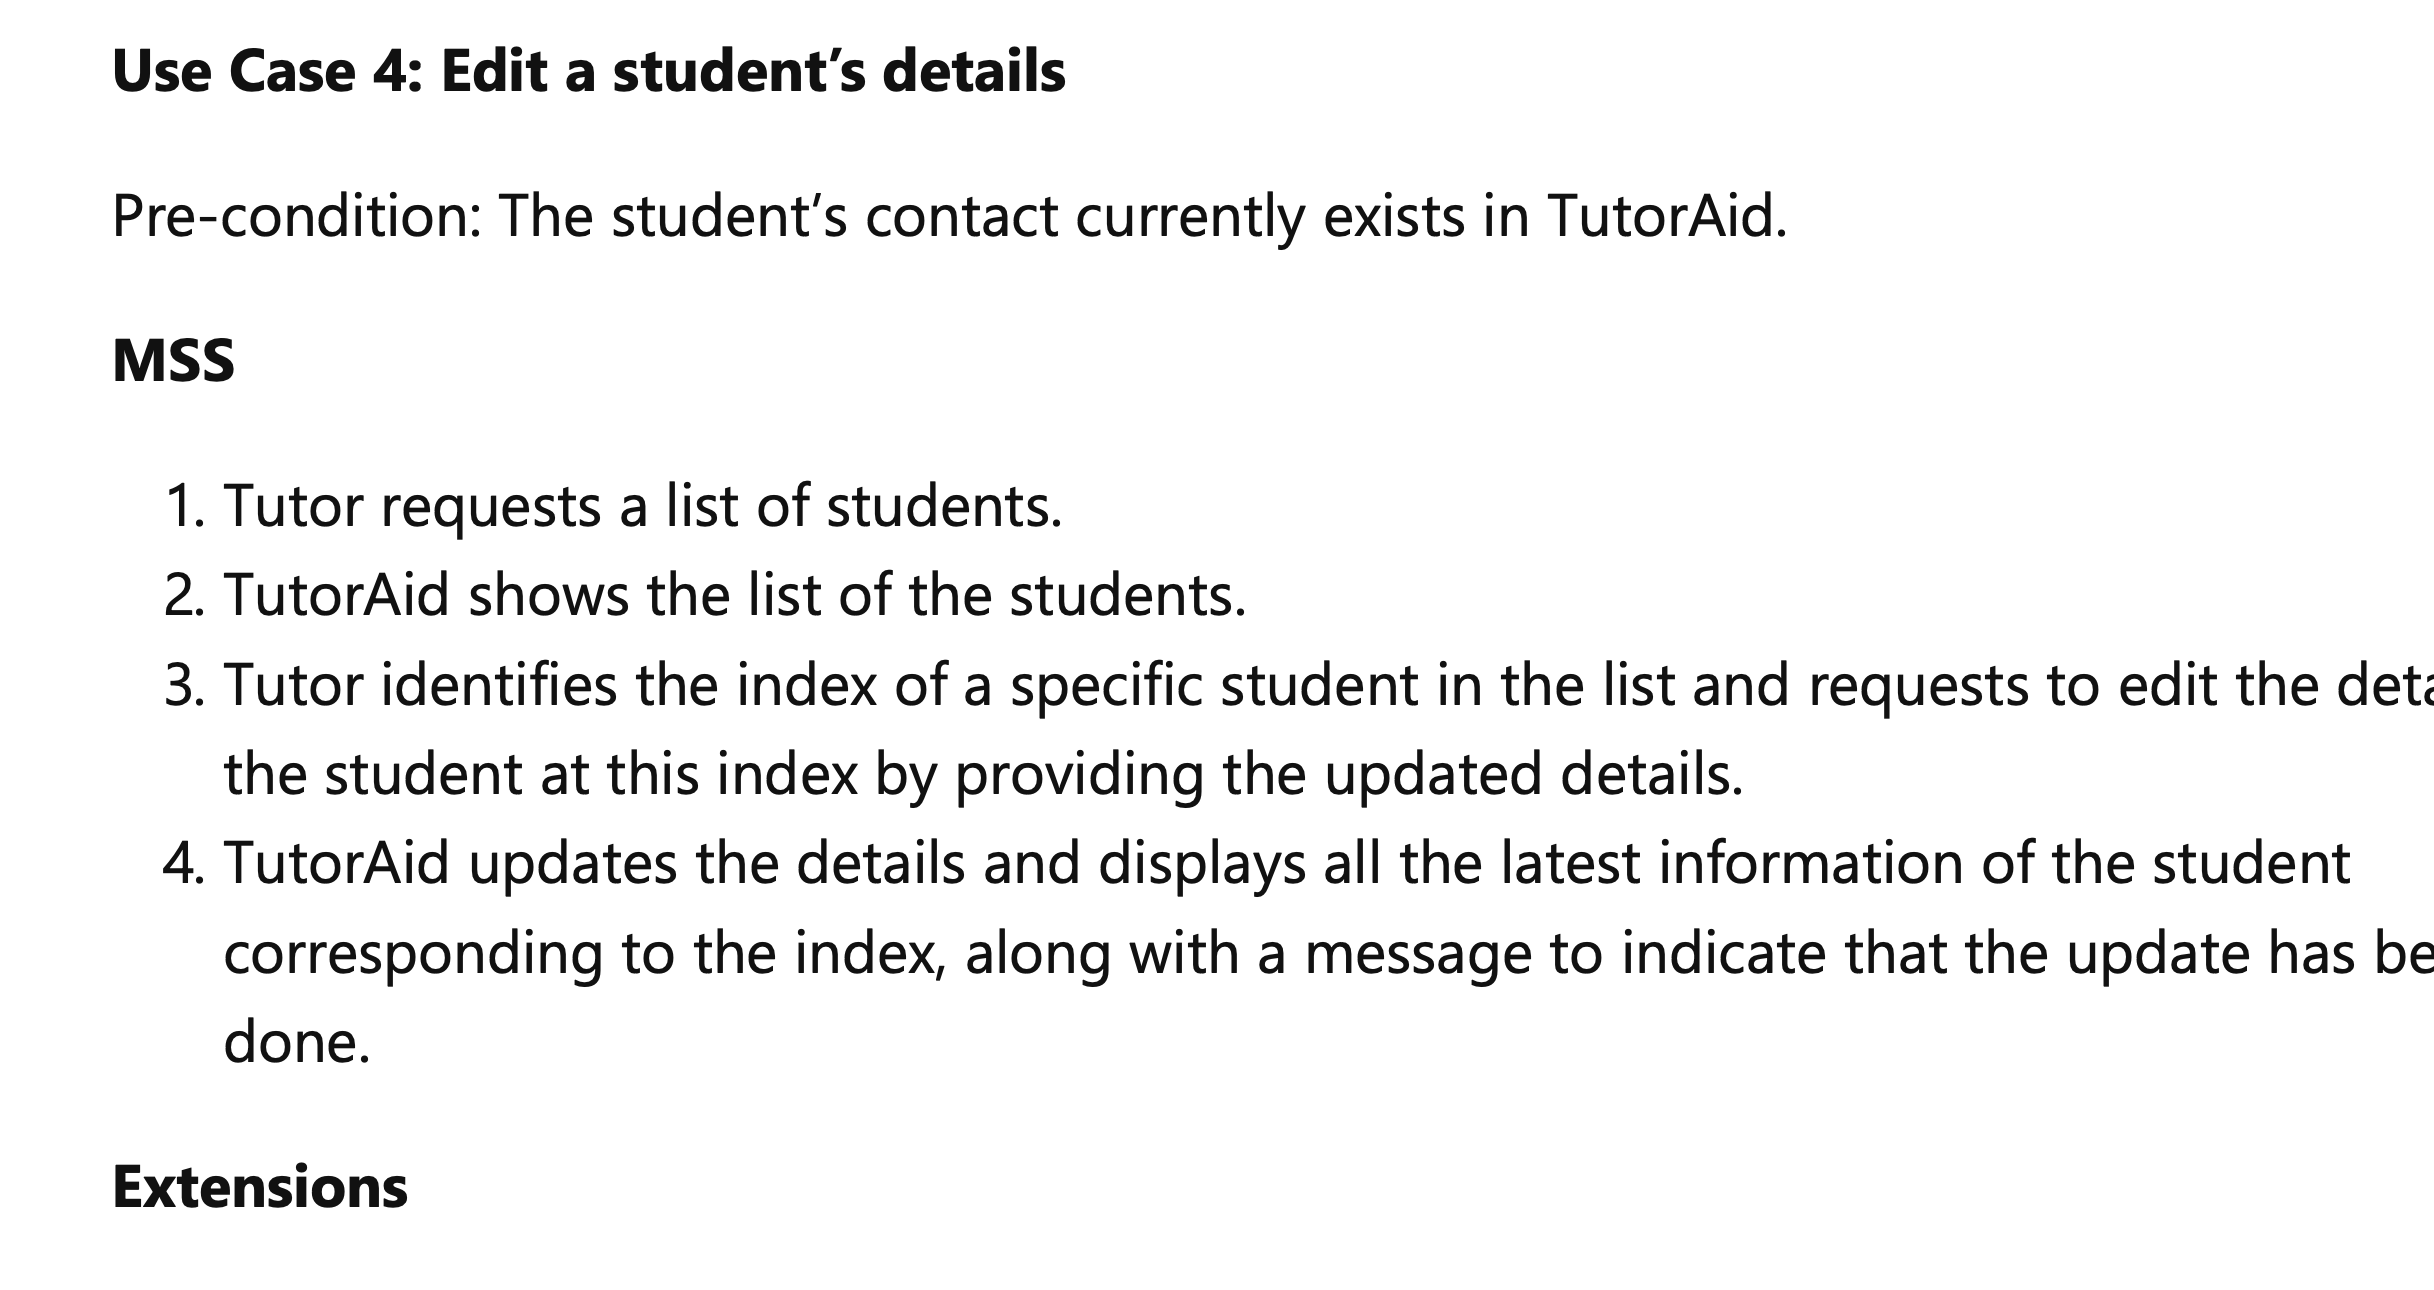 Use Case 4: Edit a student’s details
Pre-condition: The student’s contact currently exists in TutorAid.
MSS
1. Tutor requests a list of students.
2. TutorAid shows the list of the students.
3. Tutor identifies the index of a specific student in the list and requests to edit the
the student at this index by providing the updated details.
4. TutorAid updates the details and displays all the latest information of the student
corresponding to the index, along with a message to indicate that the update has
done.
Extensions